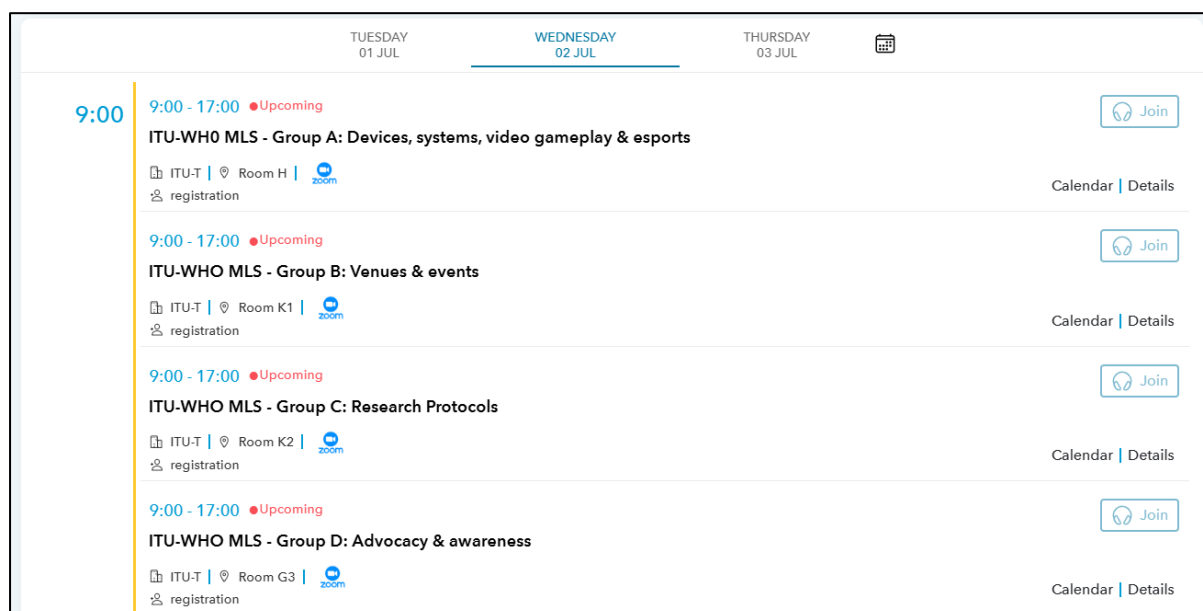 TUESDAY
01 JUL
WEDNESDAY
02 JUL
THURSDAY
03 JUL
9:00
9:00 - 17:00 Upcoming
Join
ITU-WH0 MLS - Group A: Devices, systems, video gameplay & esports
ITU-T | Room H | zoom
Calendar | Details
registration
9:00 - 17:00 Upcoming
Join
ITU-WHO MLS - Group B: Venues & events
ITU-T | Room K1 | zoom
Calendar | Details
registration
9:00 - 17:00 Upcoming
Join
ITU-WHO MLS - Group C: Research Protocols
ITU-T | Room K2 | zoom
Calendar | Details
registration
9:00 - 17:00 Upcoming
Join
ITU-WHO MLS - Group D: Advocacy & awareness
ITU-T | Room G3 | zoom
Calendar | Details
registration